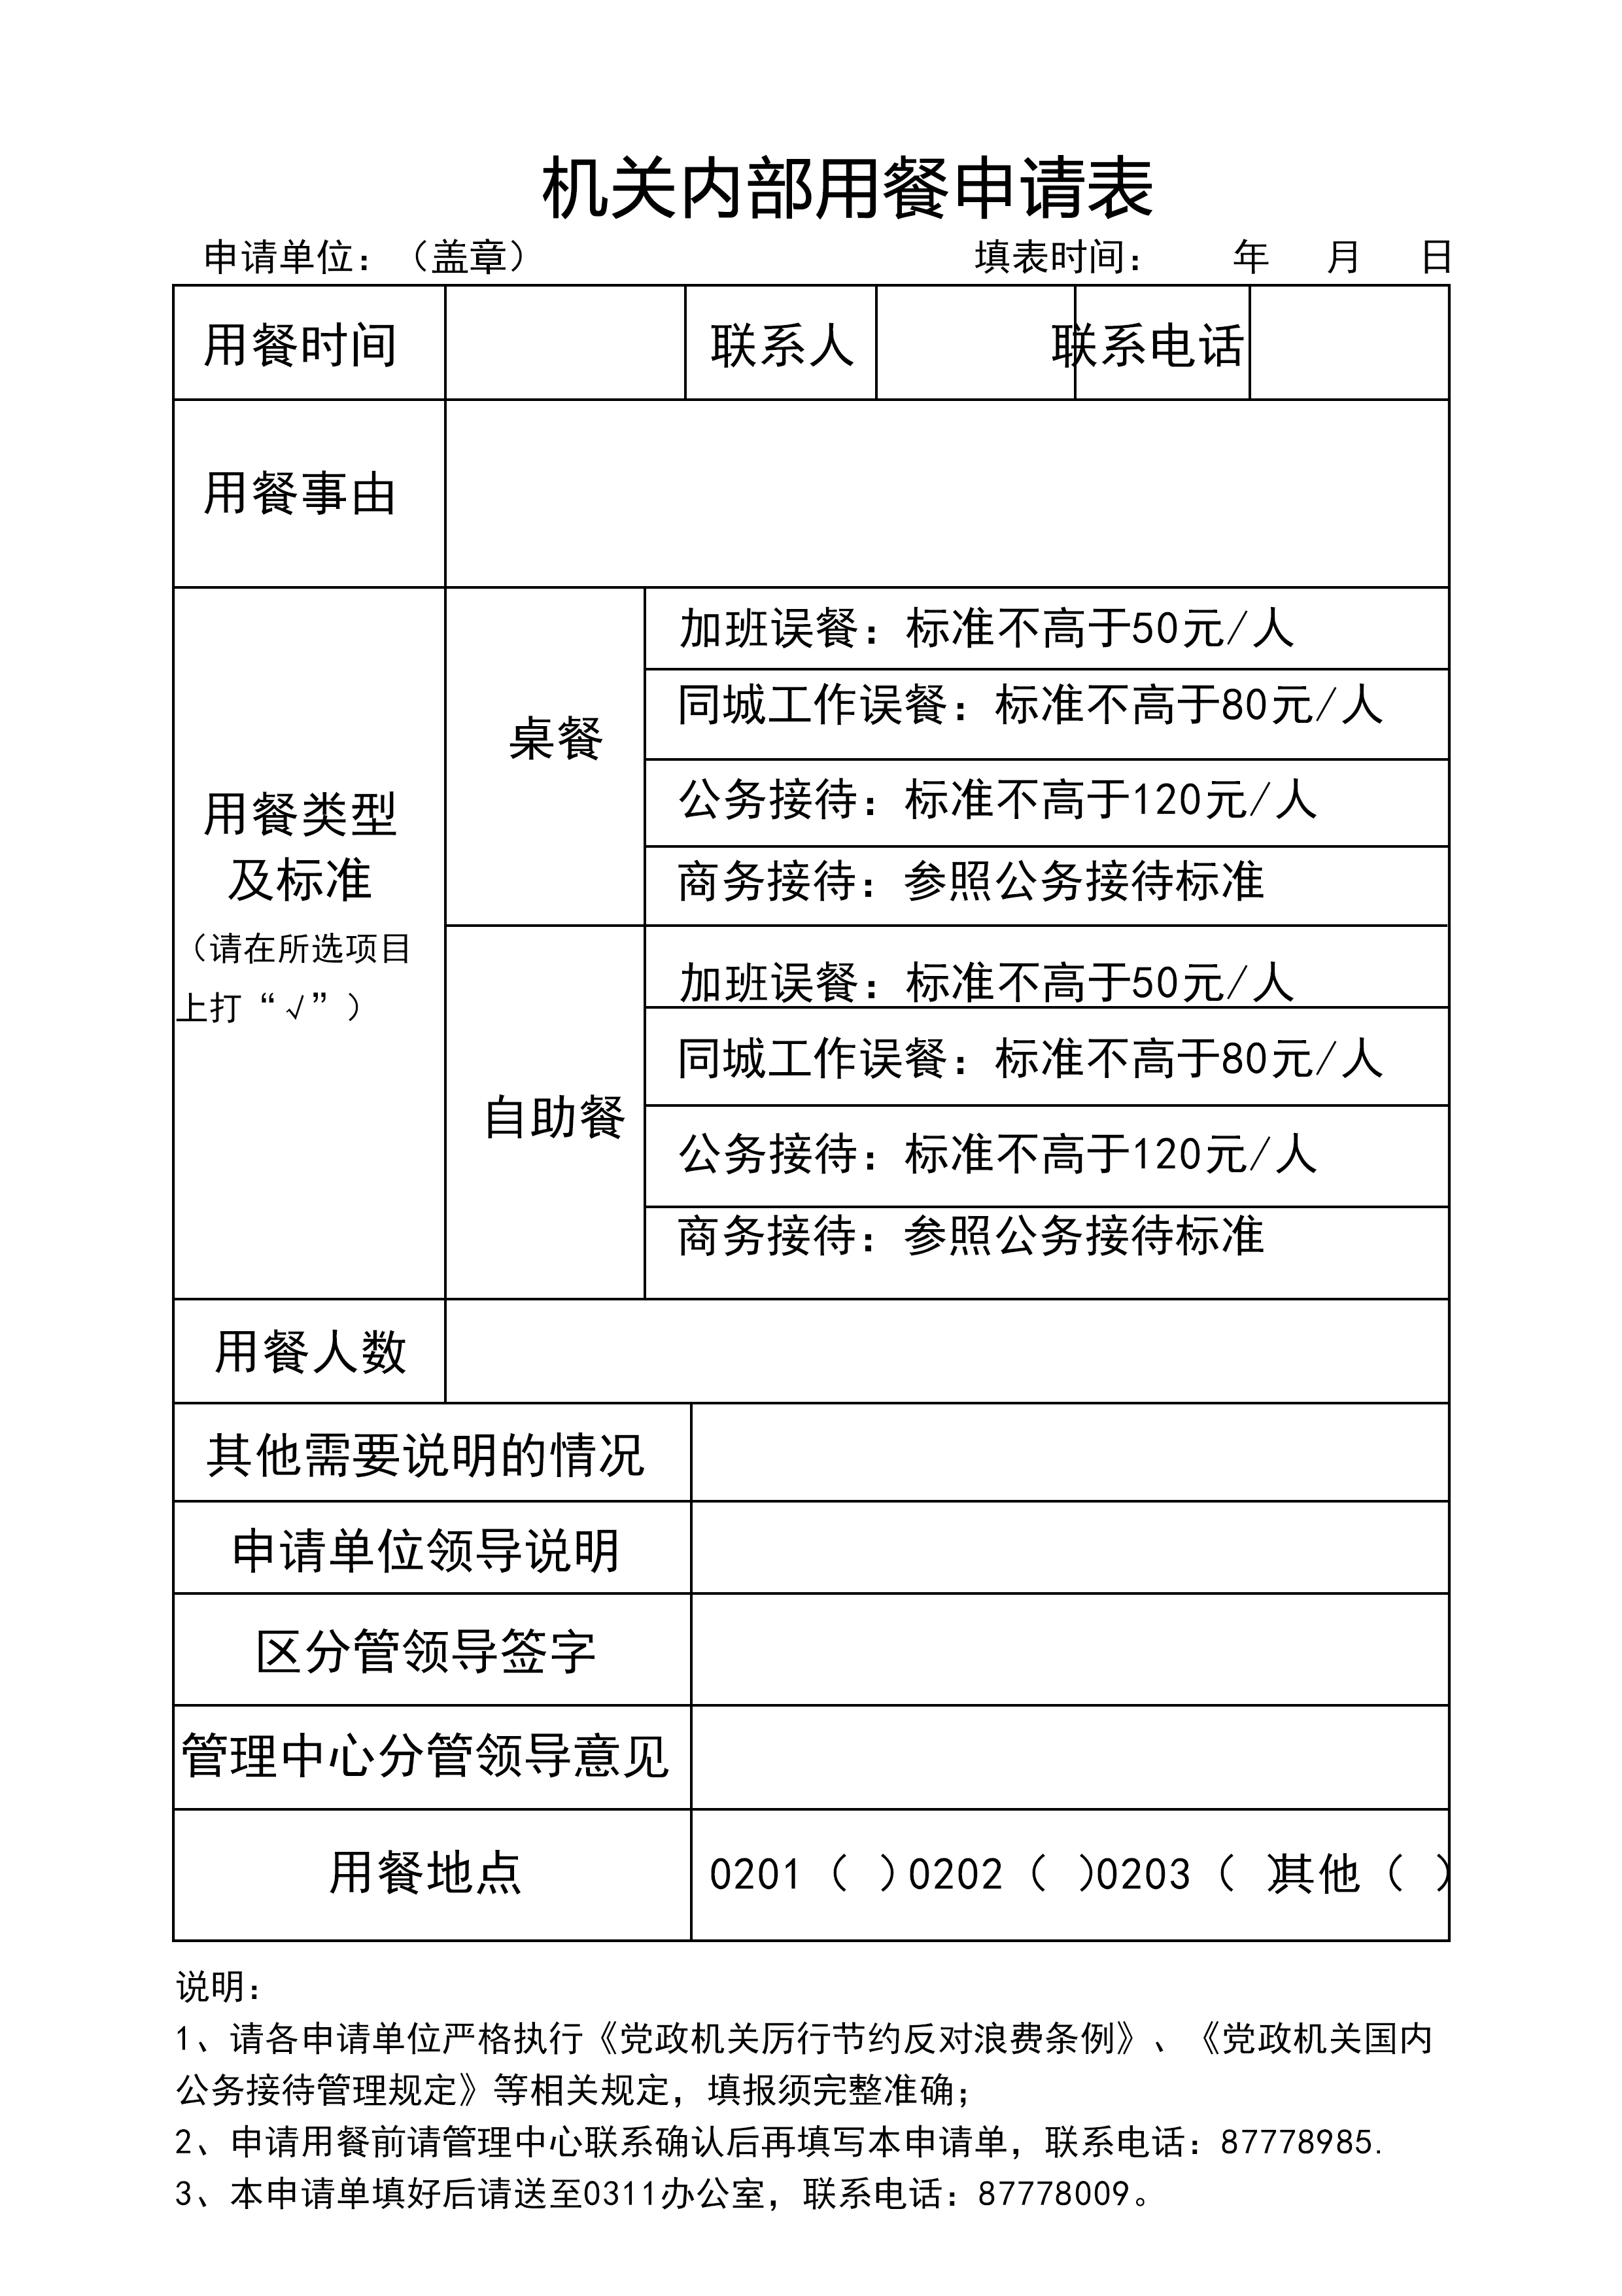 机关内部用餐申请表
申请单位：（盖章） 填表时间： 年 月 日
用餐时间 联系人 联系电话
用餐事由
用餐类型
及标准
（请在所选项目
上打“√”）
桌餐
加班误餐：标准不高于50元/人
同城工作误餐：标准不高于80元/人
公务接待：标准不高于120元/人
商务接待：参照公务接待标准
自助餐
加班误餐：标准不高于50元/人
同城工作误餐：标准不高于80元/人
公务接待：标准不高于120元/人
商务接待：参照公务接待标准
用餐人数
其他需要说明的情况
申请单位领导说明
区分管领导签字
管理中心分管领导意见
用餐地点 0201（ ）0202（ ）0203（ ）其他（ ）
说明：
1、请各申请单位严格执行《党政机关厉行节约反对浪费条例》、《党政机关国内
公务接待管理规定》等相关规定，填报须完整准确；
2、申请用餐前请管理中心联系确认后再填写本申请单，联系电话：87778985.
3、本申请单填好后请送至0311办公室，联系电话：87778009。